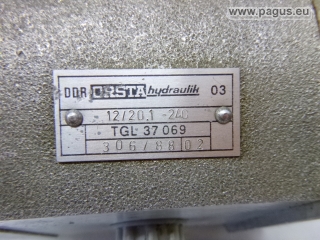 www.pagus.eu
DDR ORSTA hydraulik 03
12/20.1 -240
TGL 37 069
306/88 02